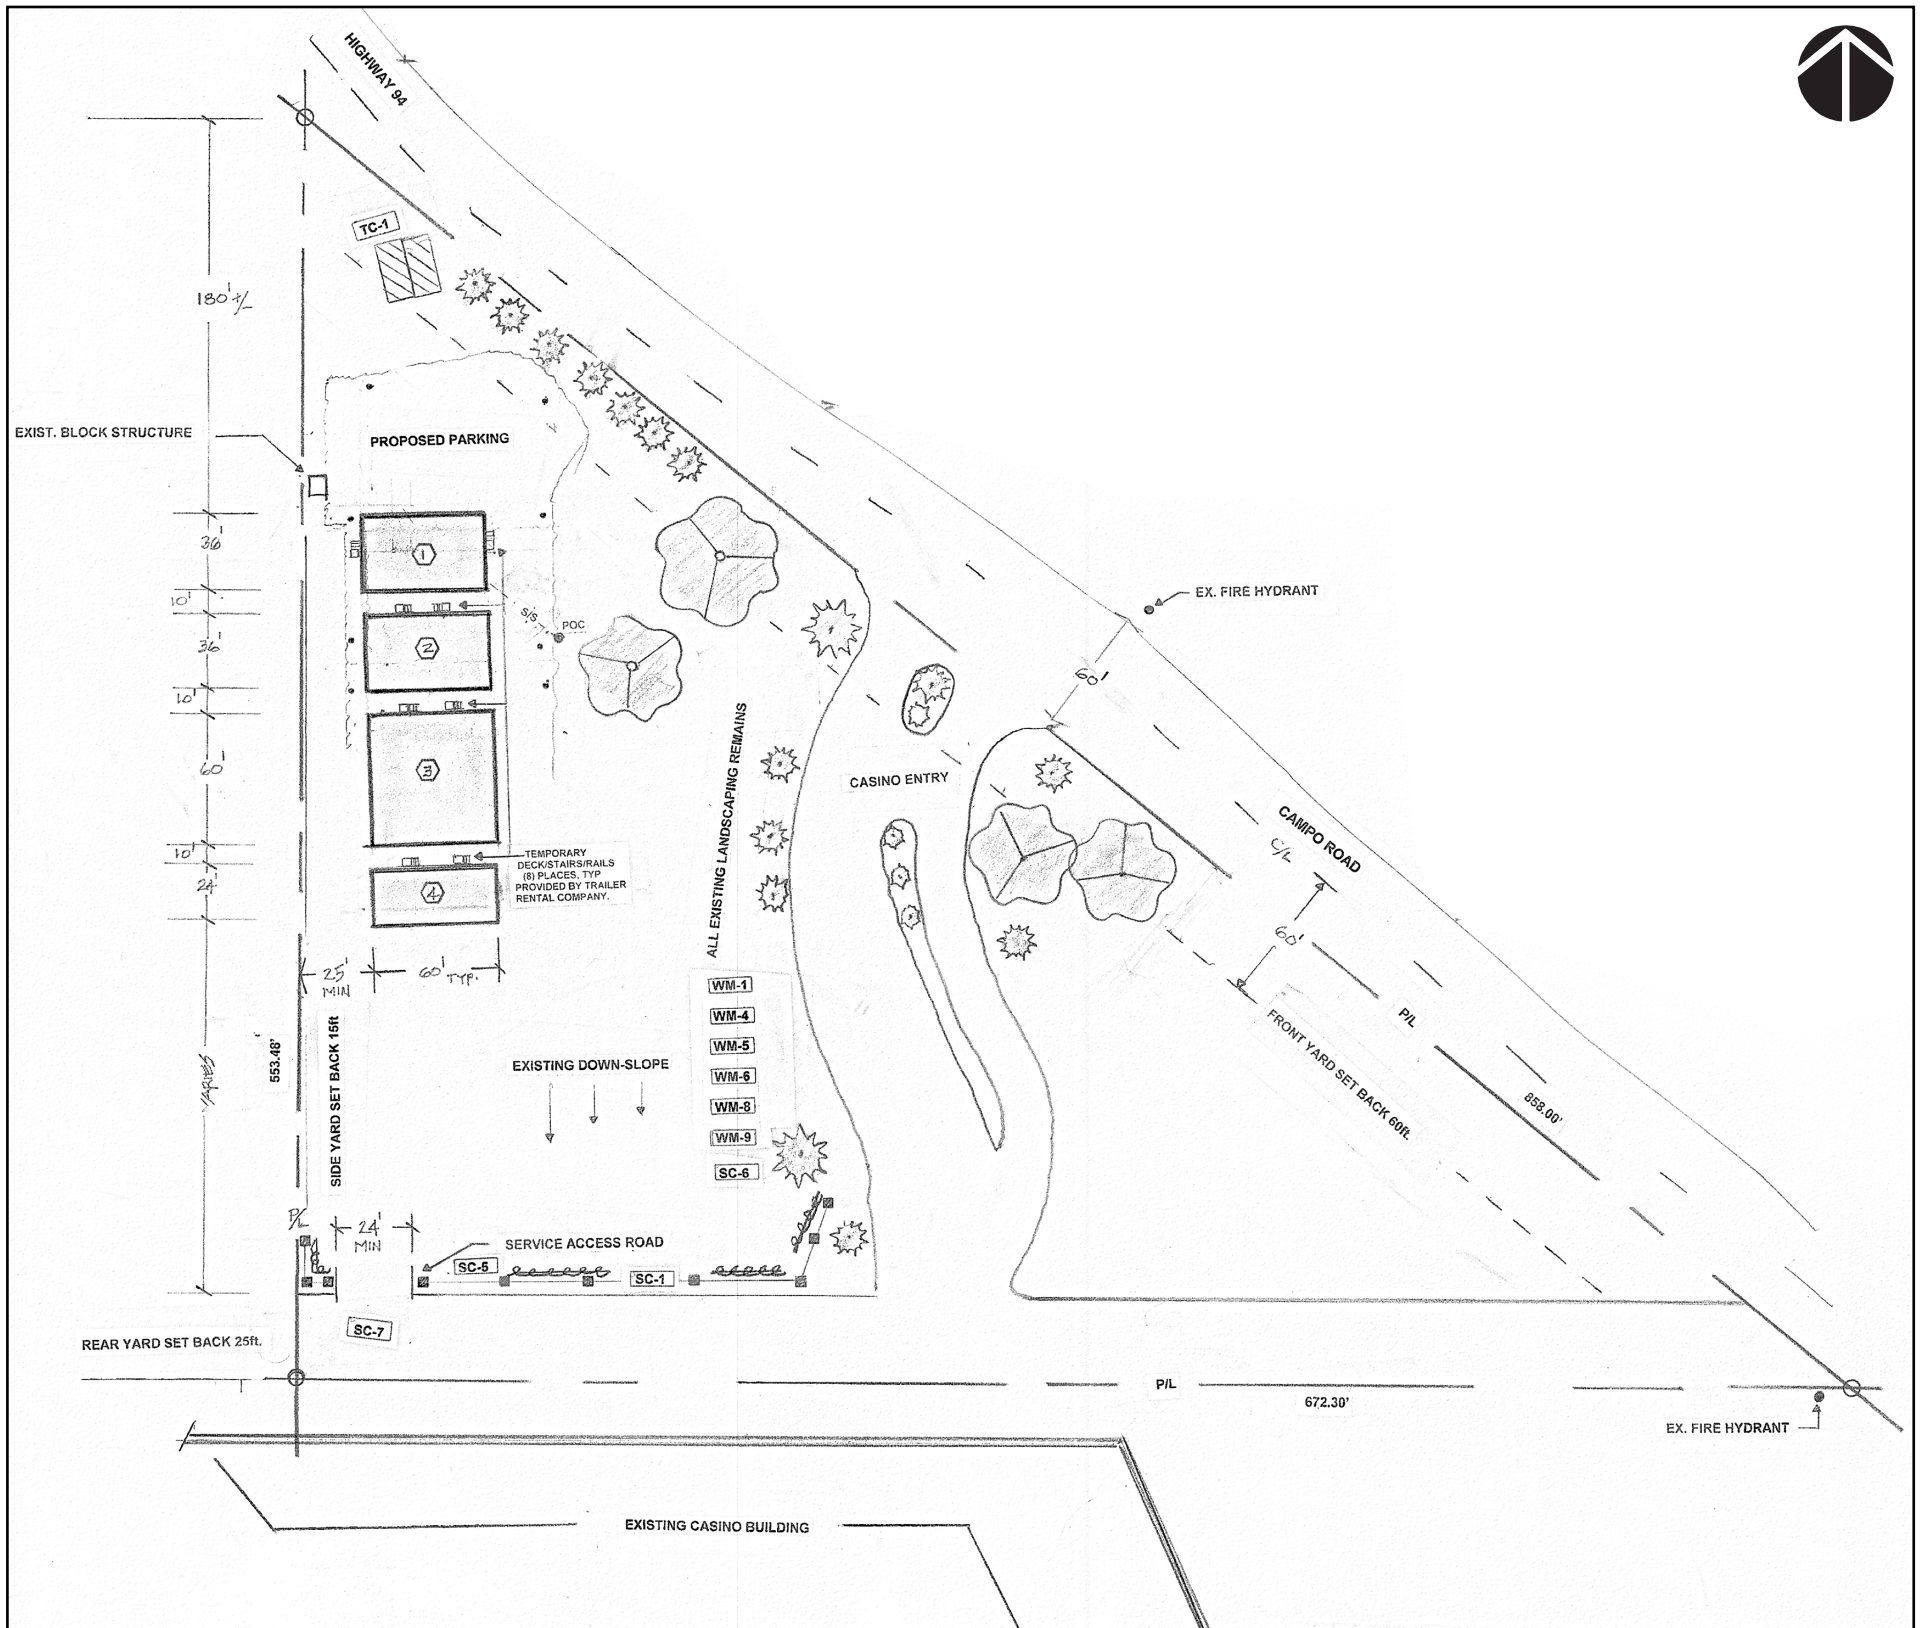 HIGHWAY 94
TC-1
180' +/-
EXIST. BLOCK STRUCTURE
PROPOSED PARKING
36'
1
10'
S/S
POC
EX. FIRE HYDRANT
36'
2
10'
60'
60'
3
ALL EXISTING LANDSCAPING REMAINS
CASINO ENTRY
CAMPO ROAD
C/L
10'
24'
4
TEMPORARY
DECK/STAIRS/RAILS
(8) PLACES, TYP
PROVIDED BY TRAILER
RENTAL COMPANY.
60'
25'
MIN
60' TYP.
WM-1
WM-4
WM-5
WM-6
WM-8
WM-9
SC-6
P/L
FRONT YARD SET BACK 60ft.
858.00'
VARIES
553.48'
SIDE YARD SET BACK 15ft
EXISTING DOWN-SLOPE
P/L
24'
MIN
SERVICE ACCESS ROAD
SC-5
SC-1
SC-7
REAR YARD SET BACK 25ft.
P/L
672.30'
EX. FIRE HYDRANT
EXISTING CASINO BUILDING